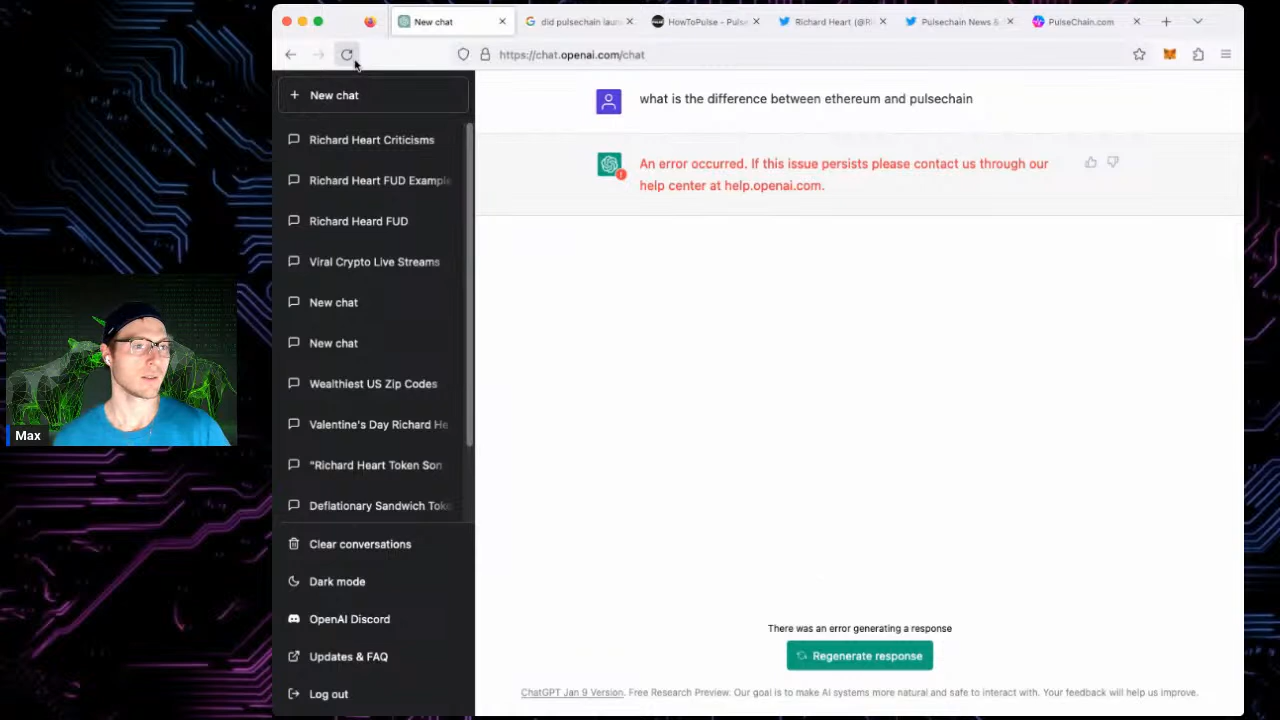 New chat
did pulsechain laun
HowToPulse - Pulse
Richard Heart (@Ri
Pulsechain News &
PulseChain.com
https://chat.openai.com/chat
New chat
Richard Heart Criticisms
Richard Heart FUD Example
Richard Heard FUD
Viral Crypto Live Streams
New chat
New chat
Wealthiest US Zip Codes
Valentine's Day Richard He
"Richard Heart Token Son
Deflationary Sandwich Toke
Clear conversations
Dark mode
OpenAI Discord
Updates & FAQ
Log out
what is the difference between ethereum and pulsechain
An error occurred. If this issue persists please contact us through our
help center at help.openai.com.
There was an error generating a response
Regenerate response
ChatGPT Jan 9 Version. Free Research Preview. Our goal is to make AI systems more natural and safe to interact with. Your feedback will help us improve.
Max